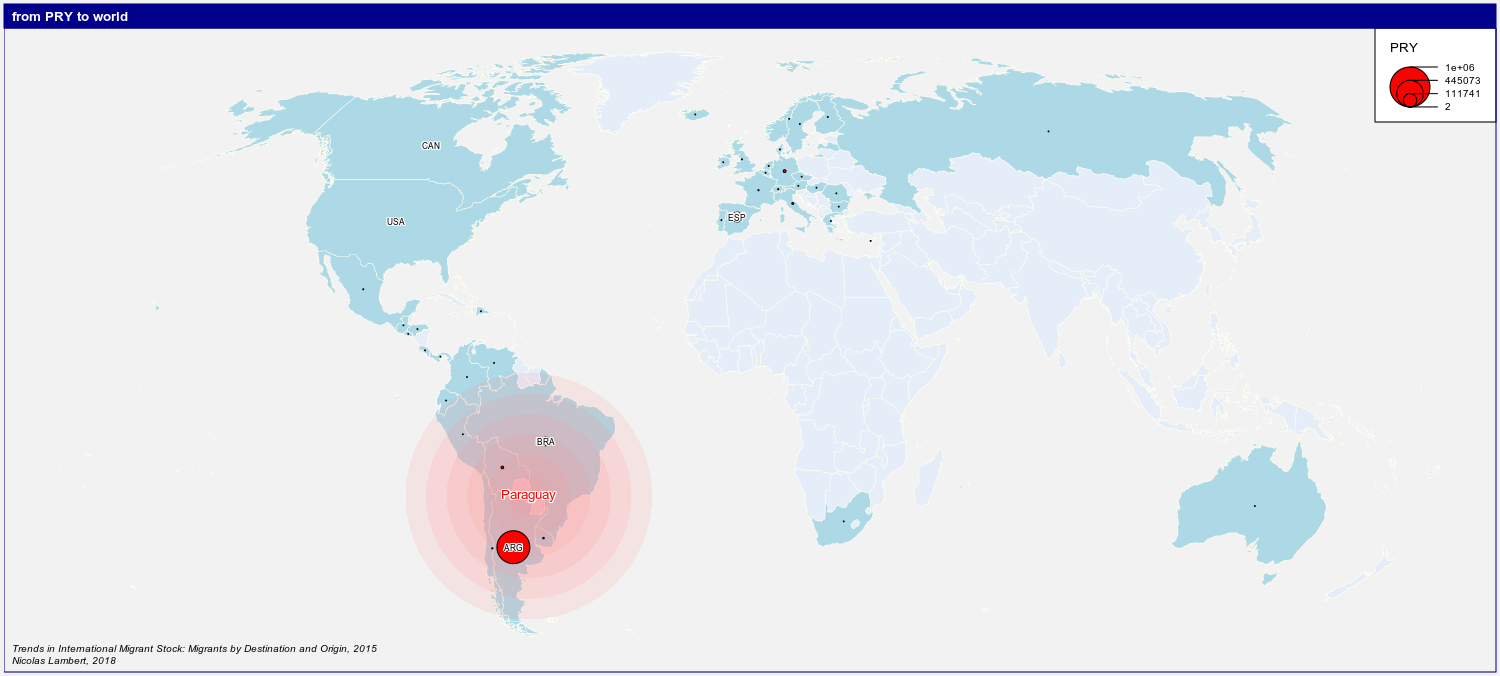 from PRY to world
PRY
1e+06
445073
111741
2
CAN
USA
ESP
BRA
Paraguay
ARG
Trends in International Migrant Stock: Migrants by Destination and Origin, 2015
Nicolas Lambert, 2018